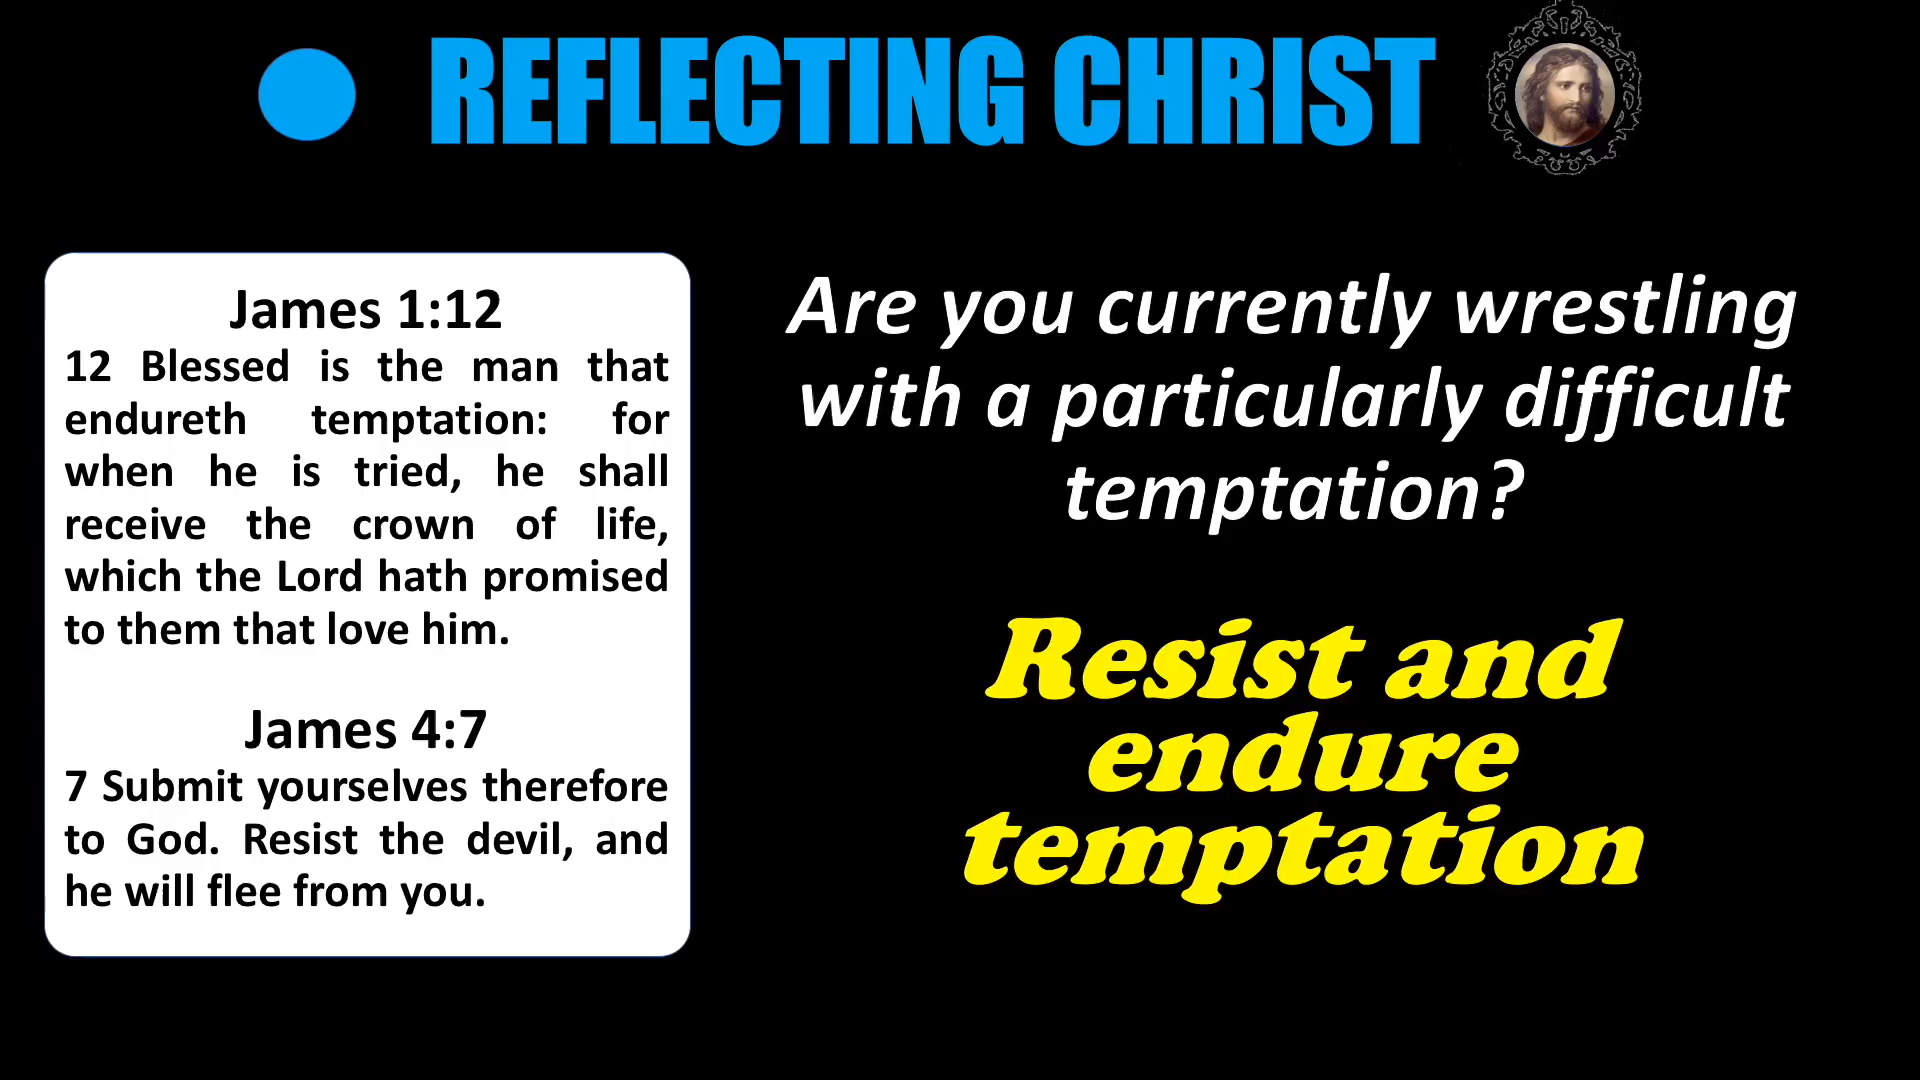 REFLECTING CHRIST
James 1:12
12 Blessed is the man that
endureth temptation: for
when he is tried, he shall
receive the crown of life,
which the Lord hath promised
to them that love him.
James 4:7
7 Submit yourselves therefore
to God. Resist the devil, and
he will flee from you.
Are you currently wrestling
with a particularly difficult
temptation?
Resist and
endure
temptation